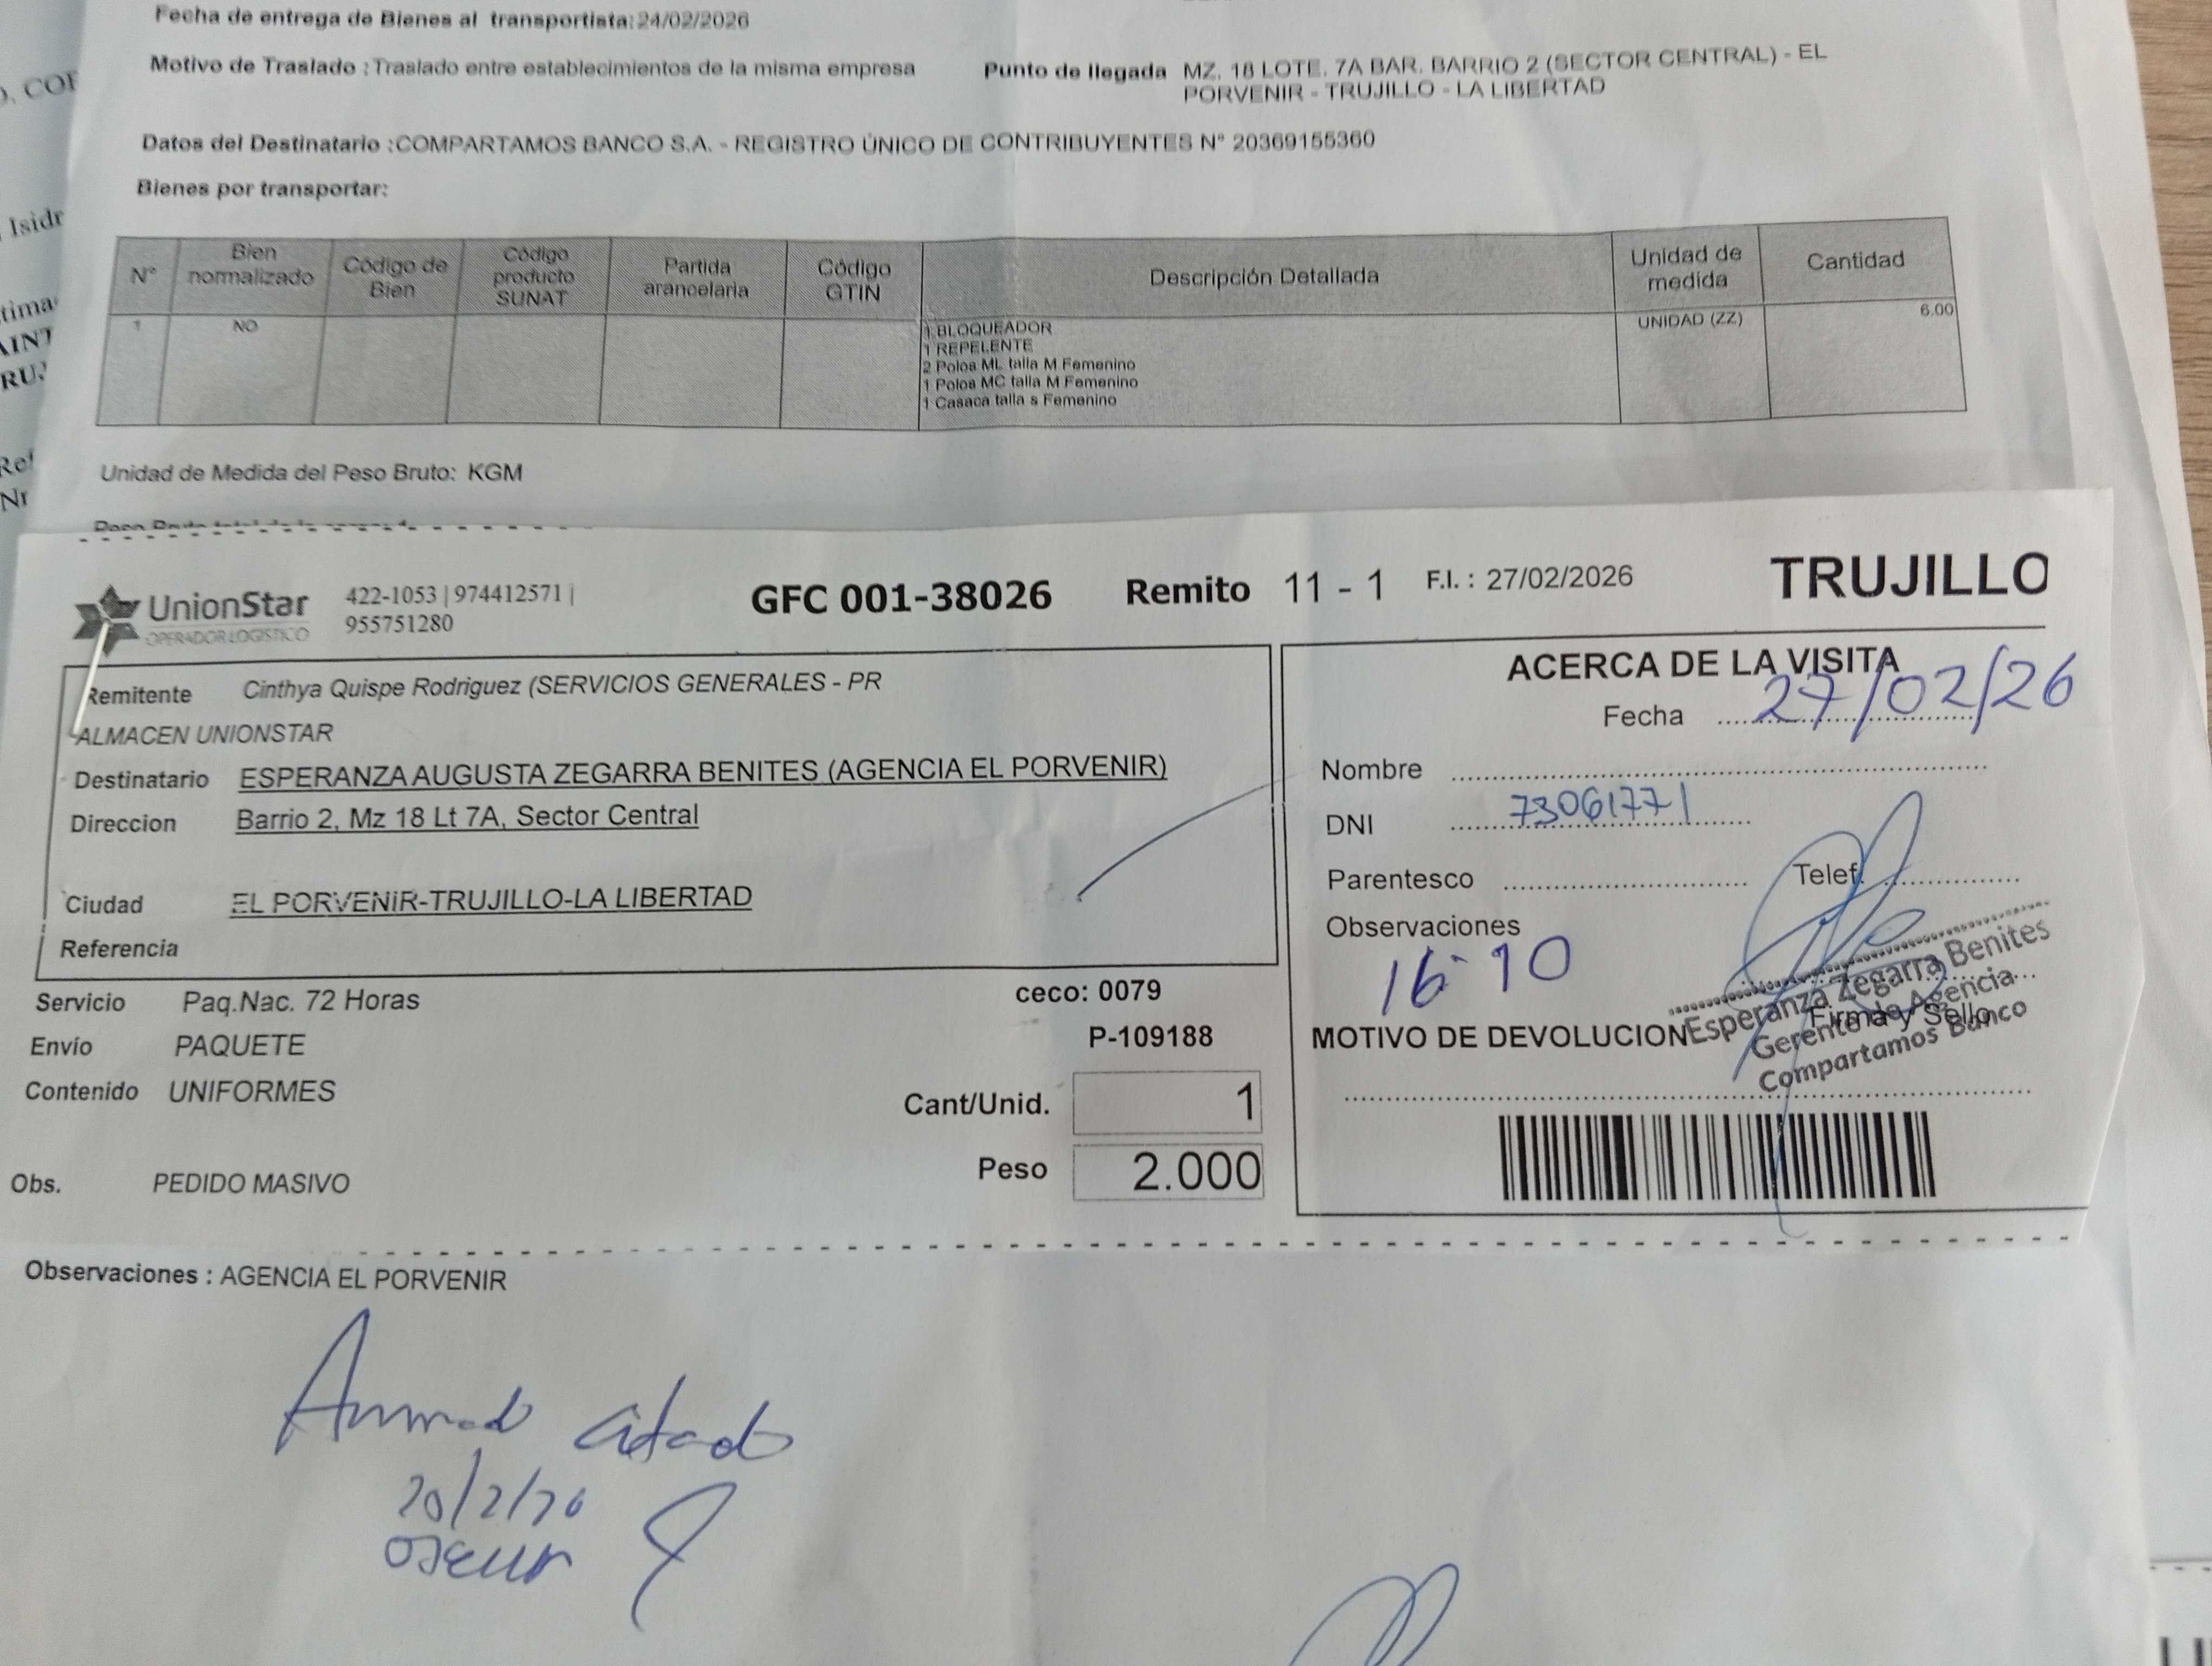 Fecha de entrega de Bienes al transportista:24/02/2026
Motivo de Traslado :Traslado entre establecimientos de la misma empresa
Punto de llegada MZ. 18 LOTE. 7A BAR. BARRIO 2 (SECTOR CENTRAL) - EL
PORVENIR - TRUJILLO - LA LIBERTAD
Datos del Destinatario :COMPARTAMOS BANCO S.A. - REGISTRO ÚNICO DE CONTRIBUYENTES N° 20369155360
Bienes por transportar:
N° Bien normalizado Código de Bien Código producto SUNAT Partida arancelaria Código GTIN Descripción Detallada Unidad de medida Cantidad
1 NO 1 BLOQUEADOR UNIDAD (ZZ) 6.00
1 REPELENTE
2 Polos ML talla M Femenino
1 Polos MC talla M Femenino
1 Casaca talla s Femenino
Unidad de Medida del Peso Bruto: KGM
UnionStar
OPERADOR LOGISTICO
422-1053 | 974412571 |
955751280
GFC 001-38026 Remito 11 - 1 F.I. : 27/02/2026 TRUJILLO
Remitente Cinthya Quispe Rodriguez (SERVICIOS GENERALES - PR
ALMACEN UNIONSTAR
Destinatario ESPERANZA AUGUSTA ZEGARRA BENITES (AGENCIA EL PORVENIR)
Direccion Barrio 2, Mz 18 Lt 7A, Sector Central
Ciudad EL PORVENIR-TRUJILLO-LA LIBERTAD
Referencia
Servicio Paq.Nac. 72 Horas
ceco: 0079
Envío PAQUETE
P-109188
Contenido UNIFORMES
Cant/Unid. 1
Peso 2.000
Obs. PEDIDO MASIVO
ACERCA DE LA VISITA
Fecha 27/02/26
Nombre
DNI 73061771
Parentesco Telef.
Observaciones
16:10
MOTIVO DE DEVOLUCION
Firma y Sello
Esperanza Zegarra Benites
Gerente de Agencia
Compartamos Banco
Observaciones : AGENCIA EL PORVENIR